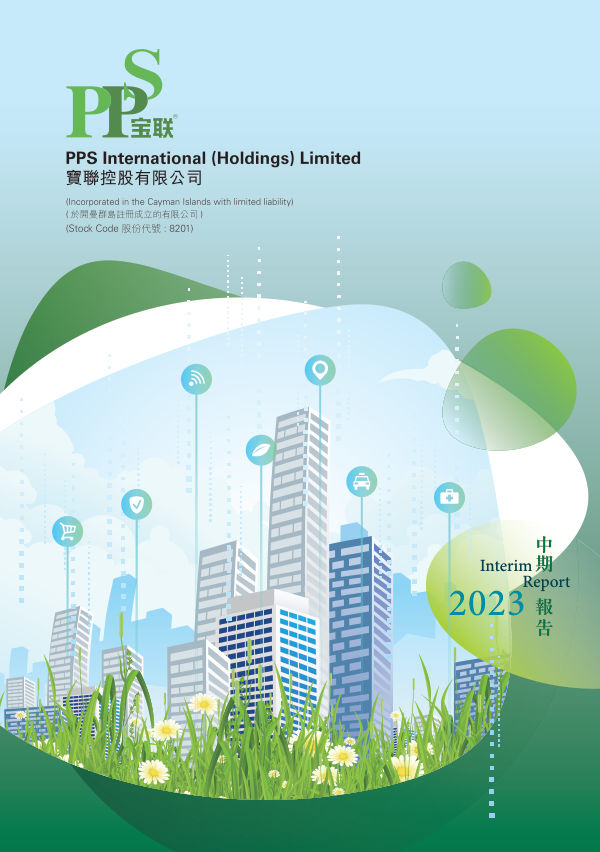 PPS
宝联®
PPS International (Holdings) Limited
寶聯控股有限公司
(Incorporated in the Cayman Islands with limited liability)
(於開曼群島註冊成立的有限公司)
(Stock Code 股份代號 : 8201)
中期報告
Interim
Report
2023